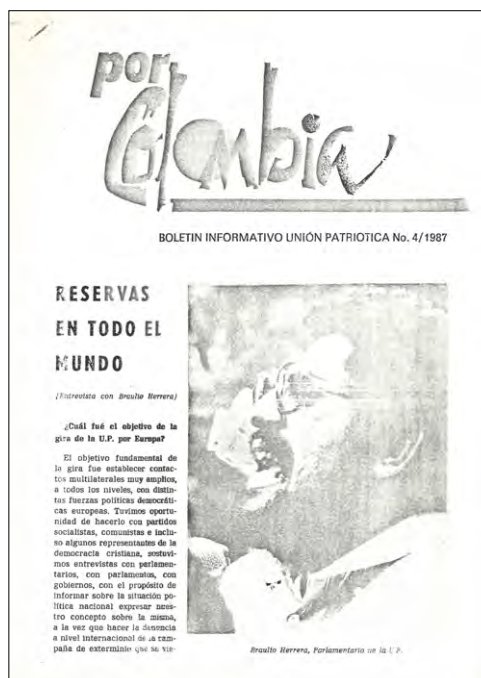 por
Colombia
BOLETIN INFORMATIVO UNIÓN PATRIOTICA No. 4/1987
RESERVAS
EN TODO EL
MUNDO
(Entrevista con Braulio Herrera)
¿Cuál fué el objetivo de la
gira de la U.P. por Europa?
El objetivo fundamental de
la gira fue establecer contac-
tos multilaterales muy amplios,
a todos los niveles, con distin-
tas fuerzas políticas democráti-
cas europeas. Tuvimos oportu-
nidad de hacerlo con partidos
socialistas, comunistas e inclu-
so algunos representantes de la
democracia cristiana, sostuvi-
mos entrevistas con parlamen-
tarios, con parlamentos, con
gobiernos, con el propósito de
informar sobre la situación po-
lítica nacional expresar nues-
tro concepto sobre la misma,
a la vez que hacer la denuncia
a nivel internacional de la cam-
paña de exterminio que se vie-
Braulio Herrera, Parlamentario de la U.P.